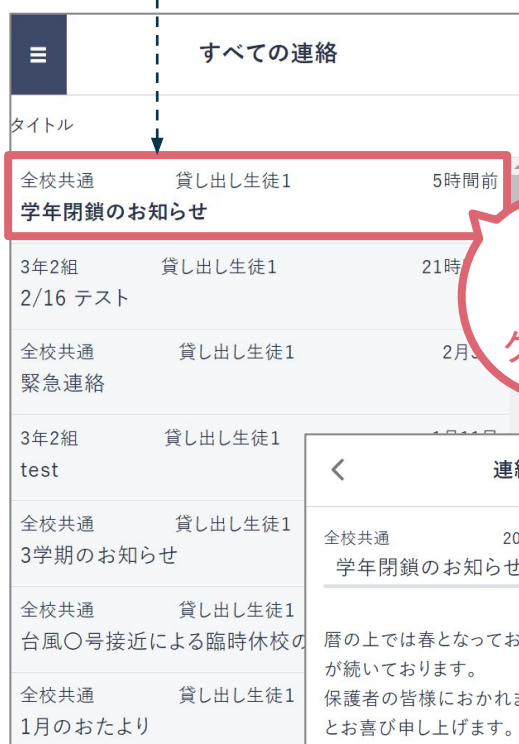 すべての連絡
タイトル
全校共通 貸し出し生徒1 5時間前
学年閉鎖のお知らせ
3年2組 貸し出し生徒1 21時
2/16 テスト
全校共通 貸し出し生徒1 2月
緊急連絡
3年2組 貸し出し生徒1
test
全校共通 貸し出し生徒1
3学期のお知らせ
全校共通 貸し出し生徒1
台風〇号接近による臨時休校の
全校共通 貸し出し生徒1
1月のおたより
全校共通 20
学年閉鎖のお知らせ
暦の上では春となってお
が続いております。
保護者の皆様におかれま
とお喜び申し上げます。